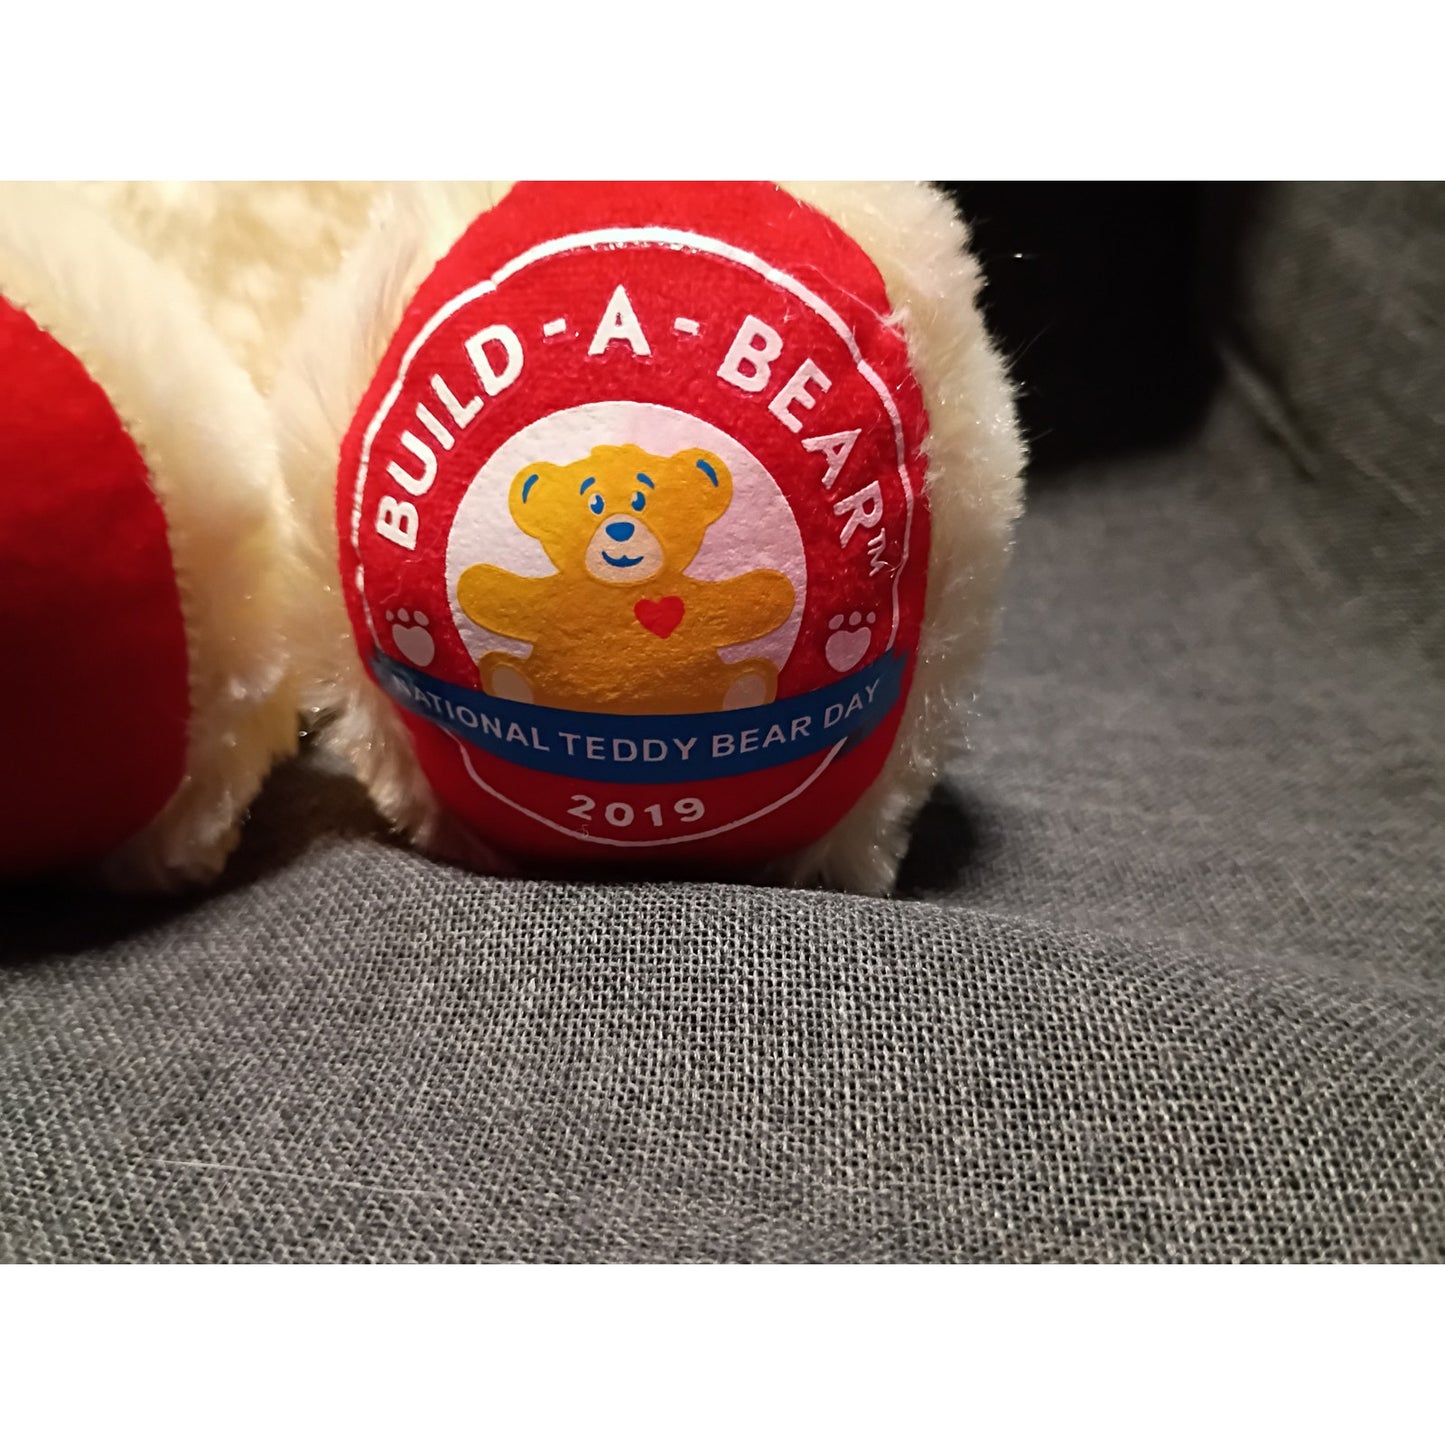 BUILD-A-BEAR™
NATIONAL TEDDY BEAR DAY
2019